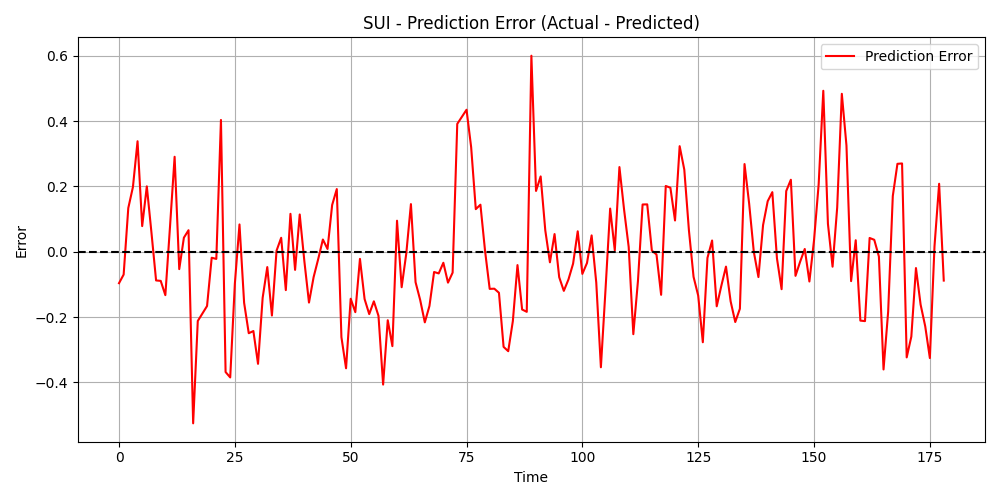 SUI - Prediction Error (Actual - Predicted)
Prediction Error
Error
0.6
0.4
0.2
0.0
−0.2
−0.4
0 25 50 75 100 125 150 175
Time